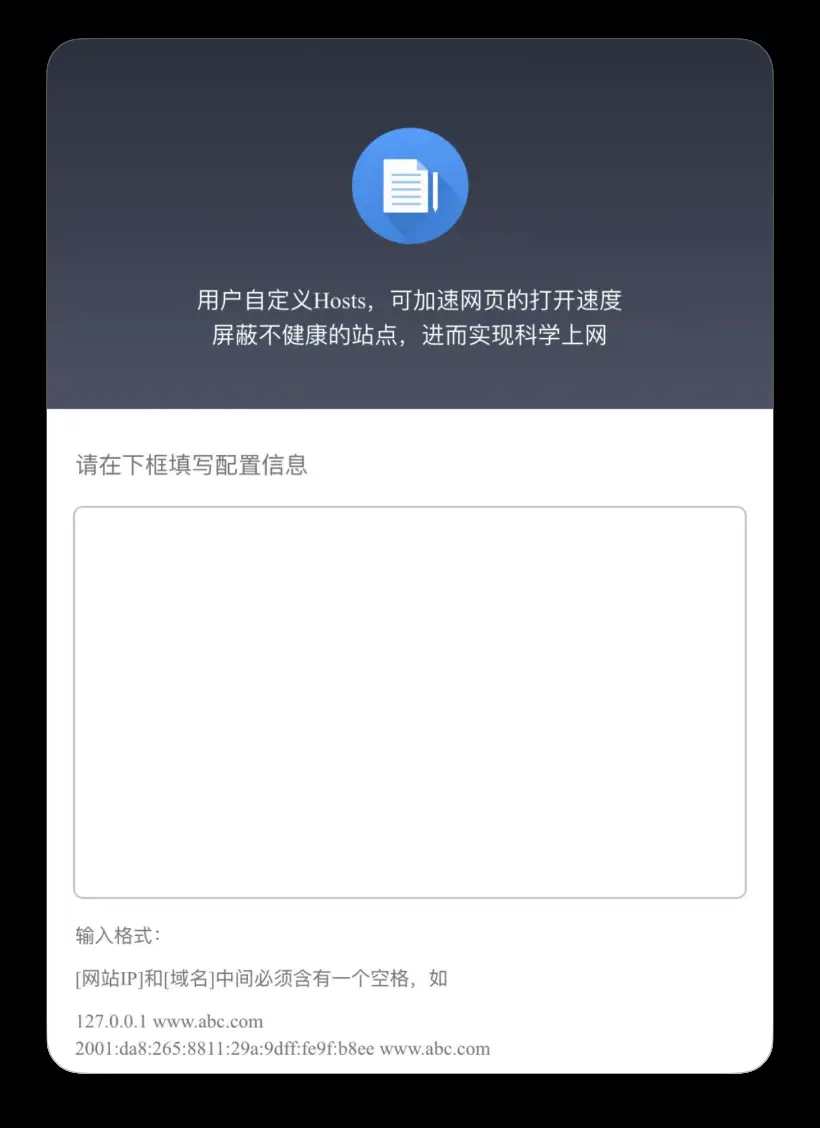 用户自定义Hosts，可加速网页的打开速度
屏蔽不健康的站点，进而实现科学上网
请在下框填写配置信息
输入格式：
[网站IP]和[域名]中间必须含有一个空格，如
127.0.0.1 www.abc.com
2001:da8:265:8811:29a:9dff:fe9f:b8ee www.abc.com